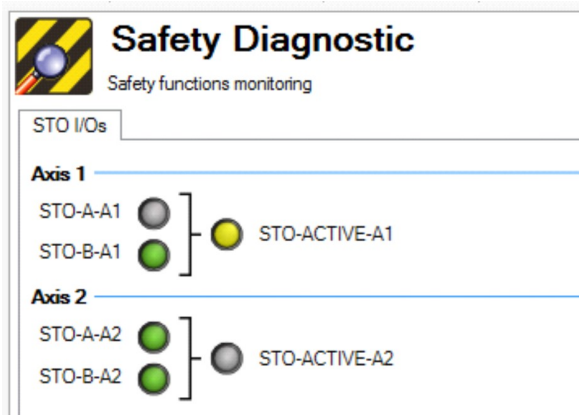 Safety Diagnostic
Safety functions monitoring
STO I/Os
Axis 1
STO-A-A1
STO-ACTIVE-A1
STO-B-A1
Axis 2
STO-A-A2
STO-ACTIVE-A2
STO-B-A2